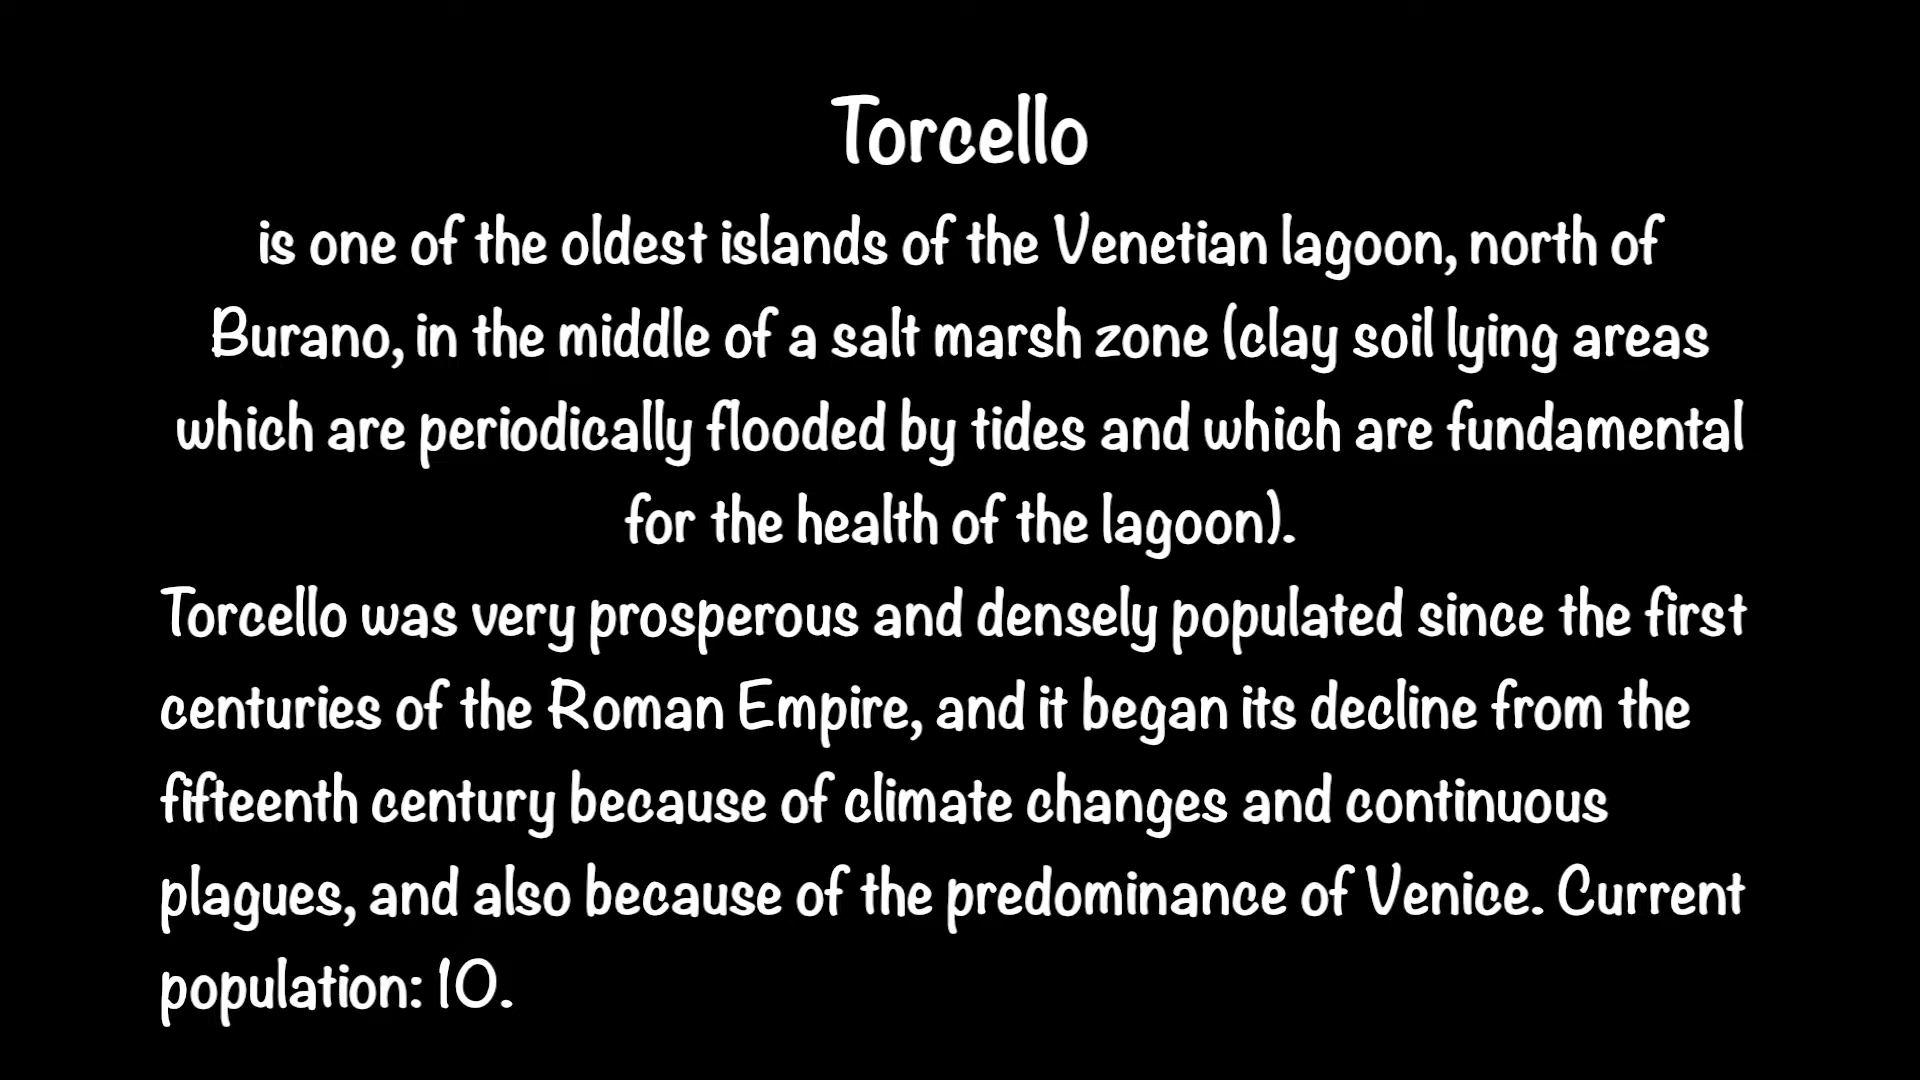 Torcello
is one of the oldest islands of the Venetian lagoon, north of
Burano, in the middle of a salt marsh zone (clay soil lying areas
which are periodically flooded by tides and which are fundamental
for the health of the lagoon).
Torcello was very prosperous and densely populated since the first
centuries of the Roman Empire, and it began its decline from the
fifteenth century because of climate changes and continuous
plagues, and also because of the predominance of Venice. Current
population: 10.